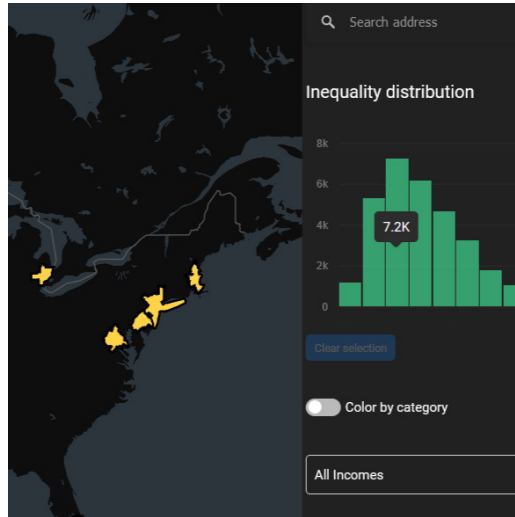 Search address
Inequality distribution
8k
6k
4k
2k
0
7.2K
Clear selection
Color by category
All Incomes